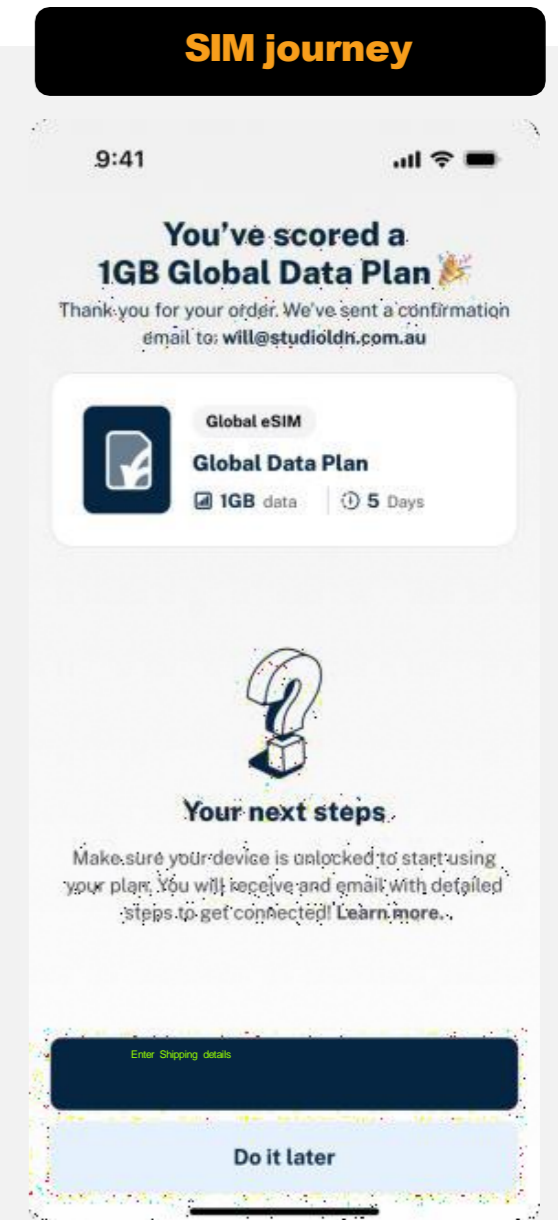 SIM journey
9:41
You've scored a
1GB Global Data Plan
Thank you for your order. We've sent a confirmation
email to: will@studioldn.com.au
Global eSIM
Global Data Plan
1GB data 5 Days
Your next steps
Make sure your device is unlocked to start using
your plan. You will receive and email with detailed
steps to get connected! Learn more.
Enter Shipping details
Do it later